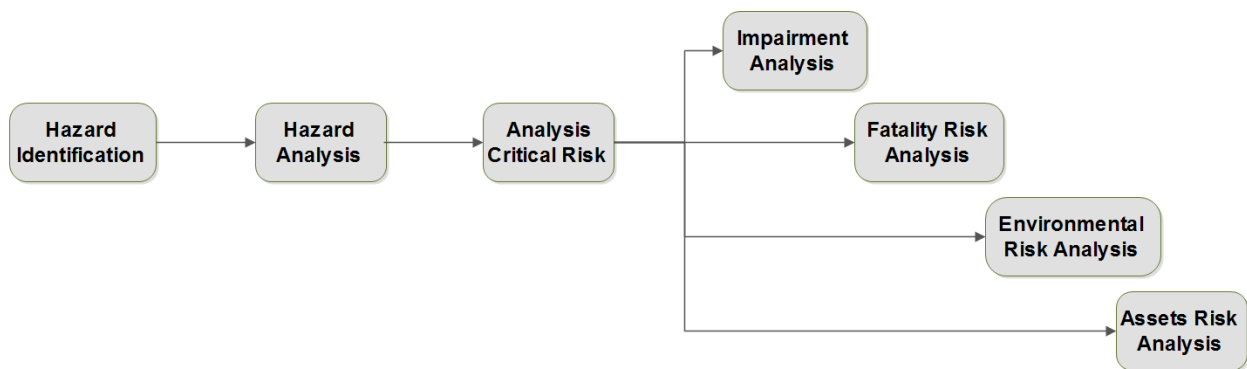 Impairment
Analysis
Hazard
Identification
Hazard
Analysis
Analysis
Critical Risk
Fatality Risk
Analysis
Environmental
Risk Analysis
Assets Risk
Analysis